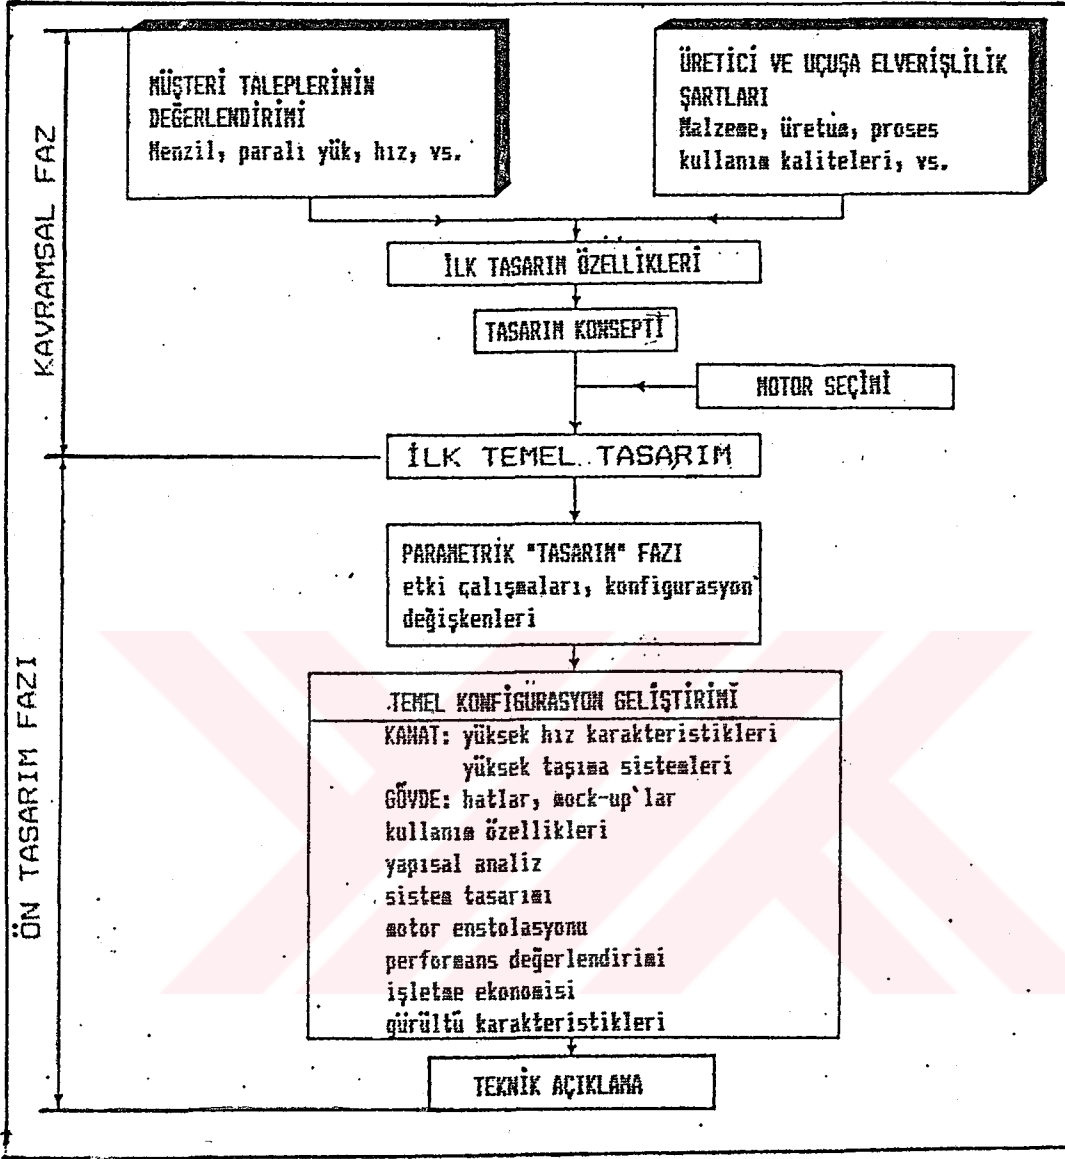 KAVRAMSAL FAZ
MÜŞTERİ TALEPLERİNİN
DEĞERLENDİRİMİ
Menzil, paralı yük, hız, vs.
ÜRETİCİ VE UÇUŞA ELVERİŞLİLİK
ŞARTLARI
Malzeme, üretum, proses
kullanım kaliteleri, vs.
İLK TASARIM ÖZELLİKLERİ
TASARIM KONSEPTİ
MOTOR SEÇİMİ
İLK TEMEL TASARIM
ÖN TASARIM FAZI
PARAMETRİK "TASARIM" FAZI
etki çalışmaları, konfigurasyon
değişkenleri
TEMEL KONFİGÜRASYON GELİŞTİRİMİ
KANAT: yüksek hız karakteristikleri
yüksek taşıma sistemleri
GÖVDE: hatlar, mock-up`lar
kullanım özellikleri
yapısal analiz
sistem tasarımı
motor enstolasyonu
performans değerlendirimi
işletme ekonomisi
gürültü karakteristikleri
TEKNİK AÇIKLAMA